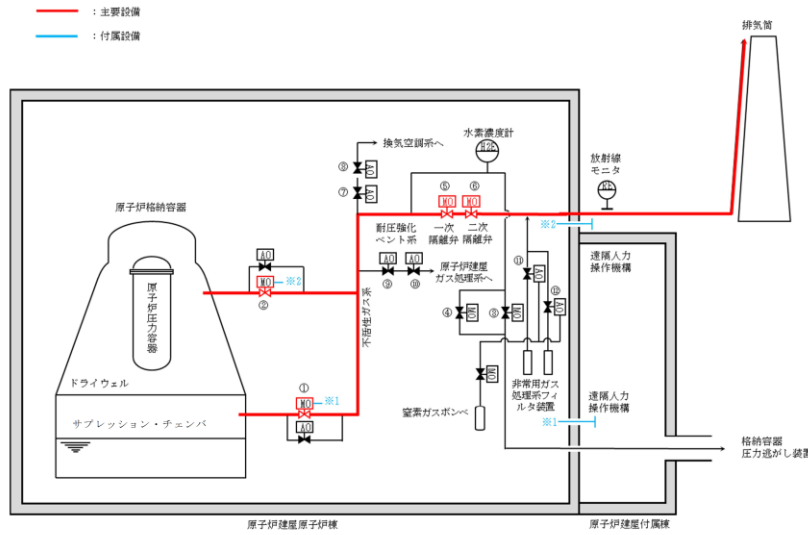 ：主要設備
：付属設備
排気筒
水素濃度計
H2E
換気空調系へ
⑧
AO
⑦
AO
放射線
モニタ
RE
原子炉格納容器
⑤
⑥
MO
MO
耐圧強化
ベント系
一次
隔離弁
二次
隔離弁
※2
遠隔人力
操作機構
AO
MO
※2
②
原子炉圧力容器
AO
AO
⑨
⑩
原子炉建屋
ガス処理系へ
⑪
AO
⑫
AO
④
MO
③
MO
不活性ガス系
ドライウェル
MO
①
MO
※1
AO
サプレッション・チェンバ
窒素ガスボンベ
非常用ガス
処理系フィ
ルタ装置
遠隔人力
操作機構
※1
格納容器
圧力逃がし装置
原子炉建屋原子炉棟
原子炉建屋付属棟